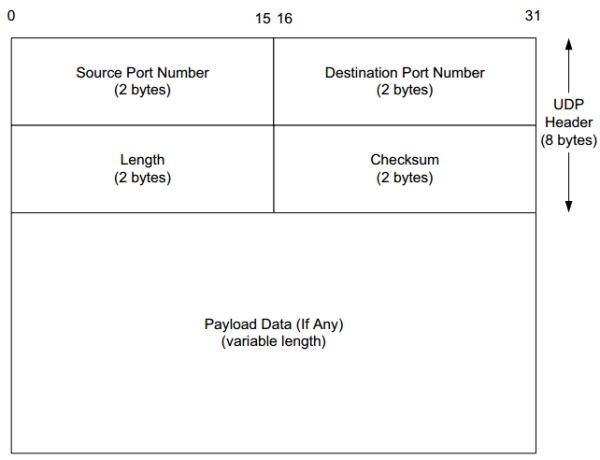 0 15 16 31
Source Port Number
(2 bytes)
Destination Port Number
(2 bytes)
UDP
Header
(8 bytes)
Length
(2 bytes)
Checksum
(2 bytes)
Payload Data (If Any)
(variable length)